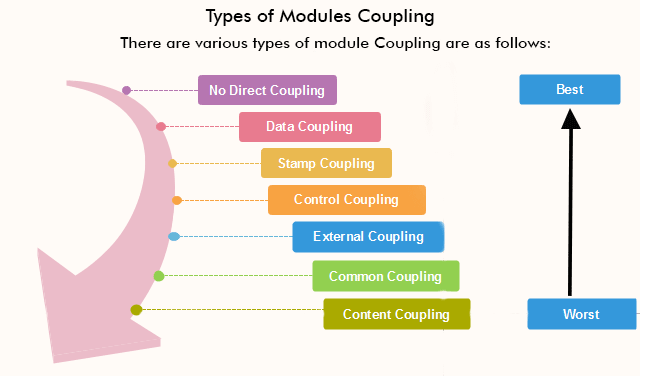 Types of Modules Coupling
There are various types of module Coupling are as follows:
No Direct Coupling
Best
Data Coupling
Stamp Coupling
Control Coupling
External Coupling
Common Coupling
Content Coupling
Worst